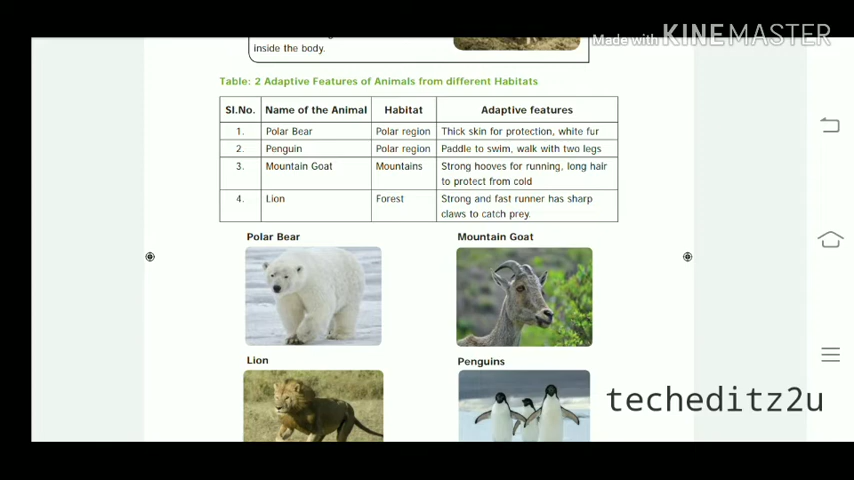 Made with KINEMASTER
inside the body.
Table: 2 Adaptive Features of Animals from different Habitats
Sl.No. Name of the Animal Habitat Adaptive features
1. Polar Bear Polar region Thick skin for protection, white fur
2. Penguin Polar region Paddle to swim, walk with two legs
3. Mountain Goat Mountains Strong hooves for running, long hair
to protect from cold
4. Lion Forest Strong and fast runner has sharp
claws to catch prey.
Polar Bear Mountain Goat
Lion Penguins
techeditz2u